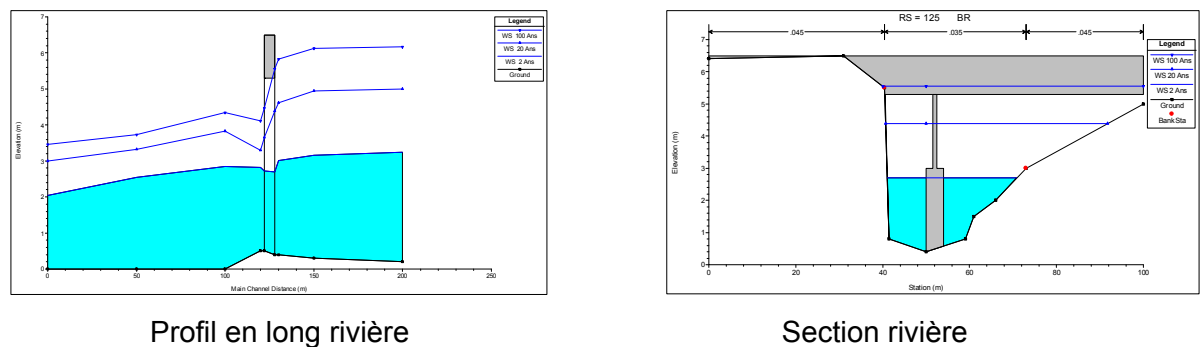 7
6
5
4
3
2
1
0
Elevation (m)
0
50
100
150
200
250
Main Channel Distance (m)
Legend
WS 100 Ans
WS 20 Ans
WS 2 Ans
Ground
RS = 125 BR
.045
.035
.045
7
6
5
4
3
2
1
0
Elevation (m)
0
20
40
60
80
100
Station (m)
Legend
WS 100 Ans
WS 20 Ans
WS 2 Ans
Ground
Bank Sta
Profil en long rivière
Section rivière